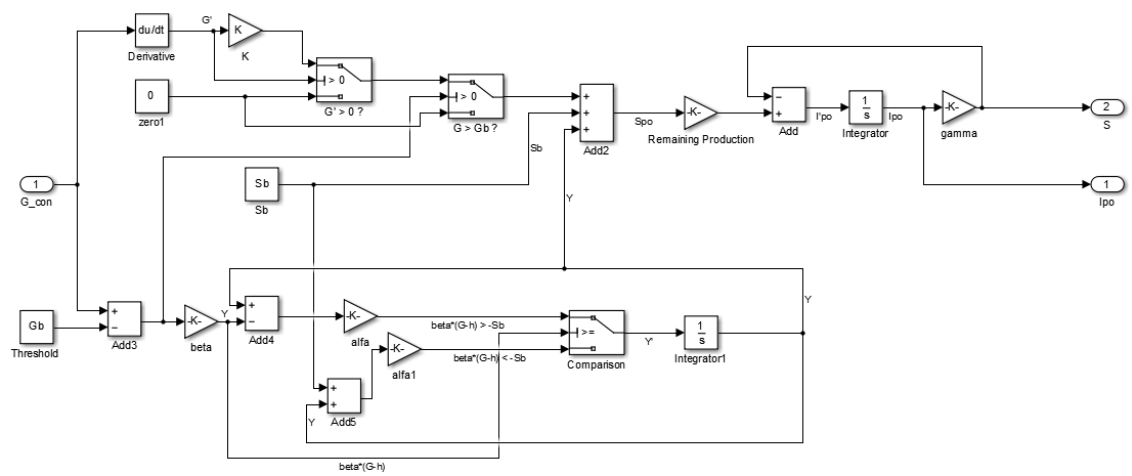 du/dt
G'
K
Derivative
K
> 0
> 0
0
zero1
G' > 0 ?
G > Gb ?
+
+
+
Add2
Spo
-K-
Remaining Production
−
+
Add
I'po
1
s
Integrator
Ipo
-K-
gamma
2
S
1
Ipo
1
G_con
Sb
Sb
Sb
Y
Gb
Threshold
+
−
Add3
-K-
beta
Y
+
−
Add4
-K-
alfa
beta*(G-h) > -Sb
-K-
alfa1
beta*(G-h) < -Sb
>=
Comparison
Y'
1
s
Integrator1
Y
+
+
Add5
Y
beta*(G-h)